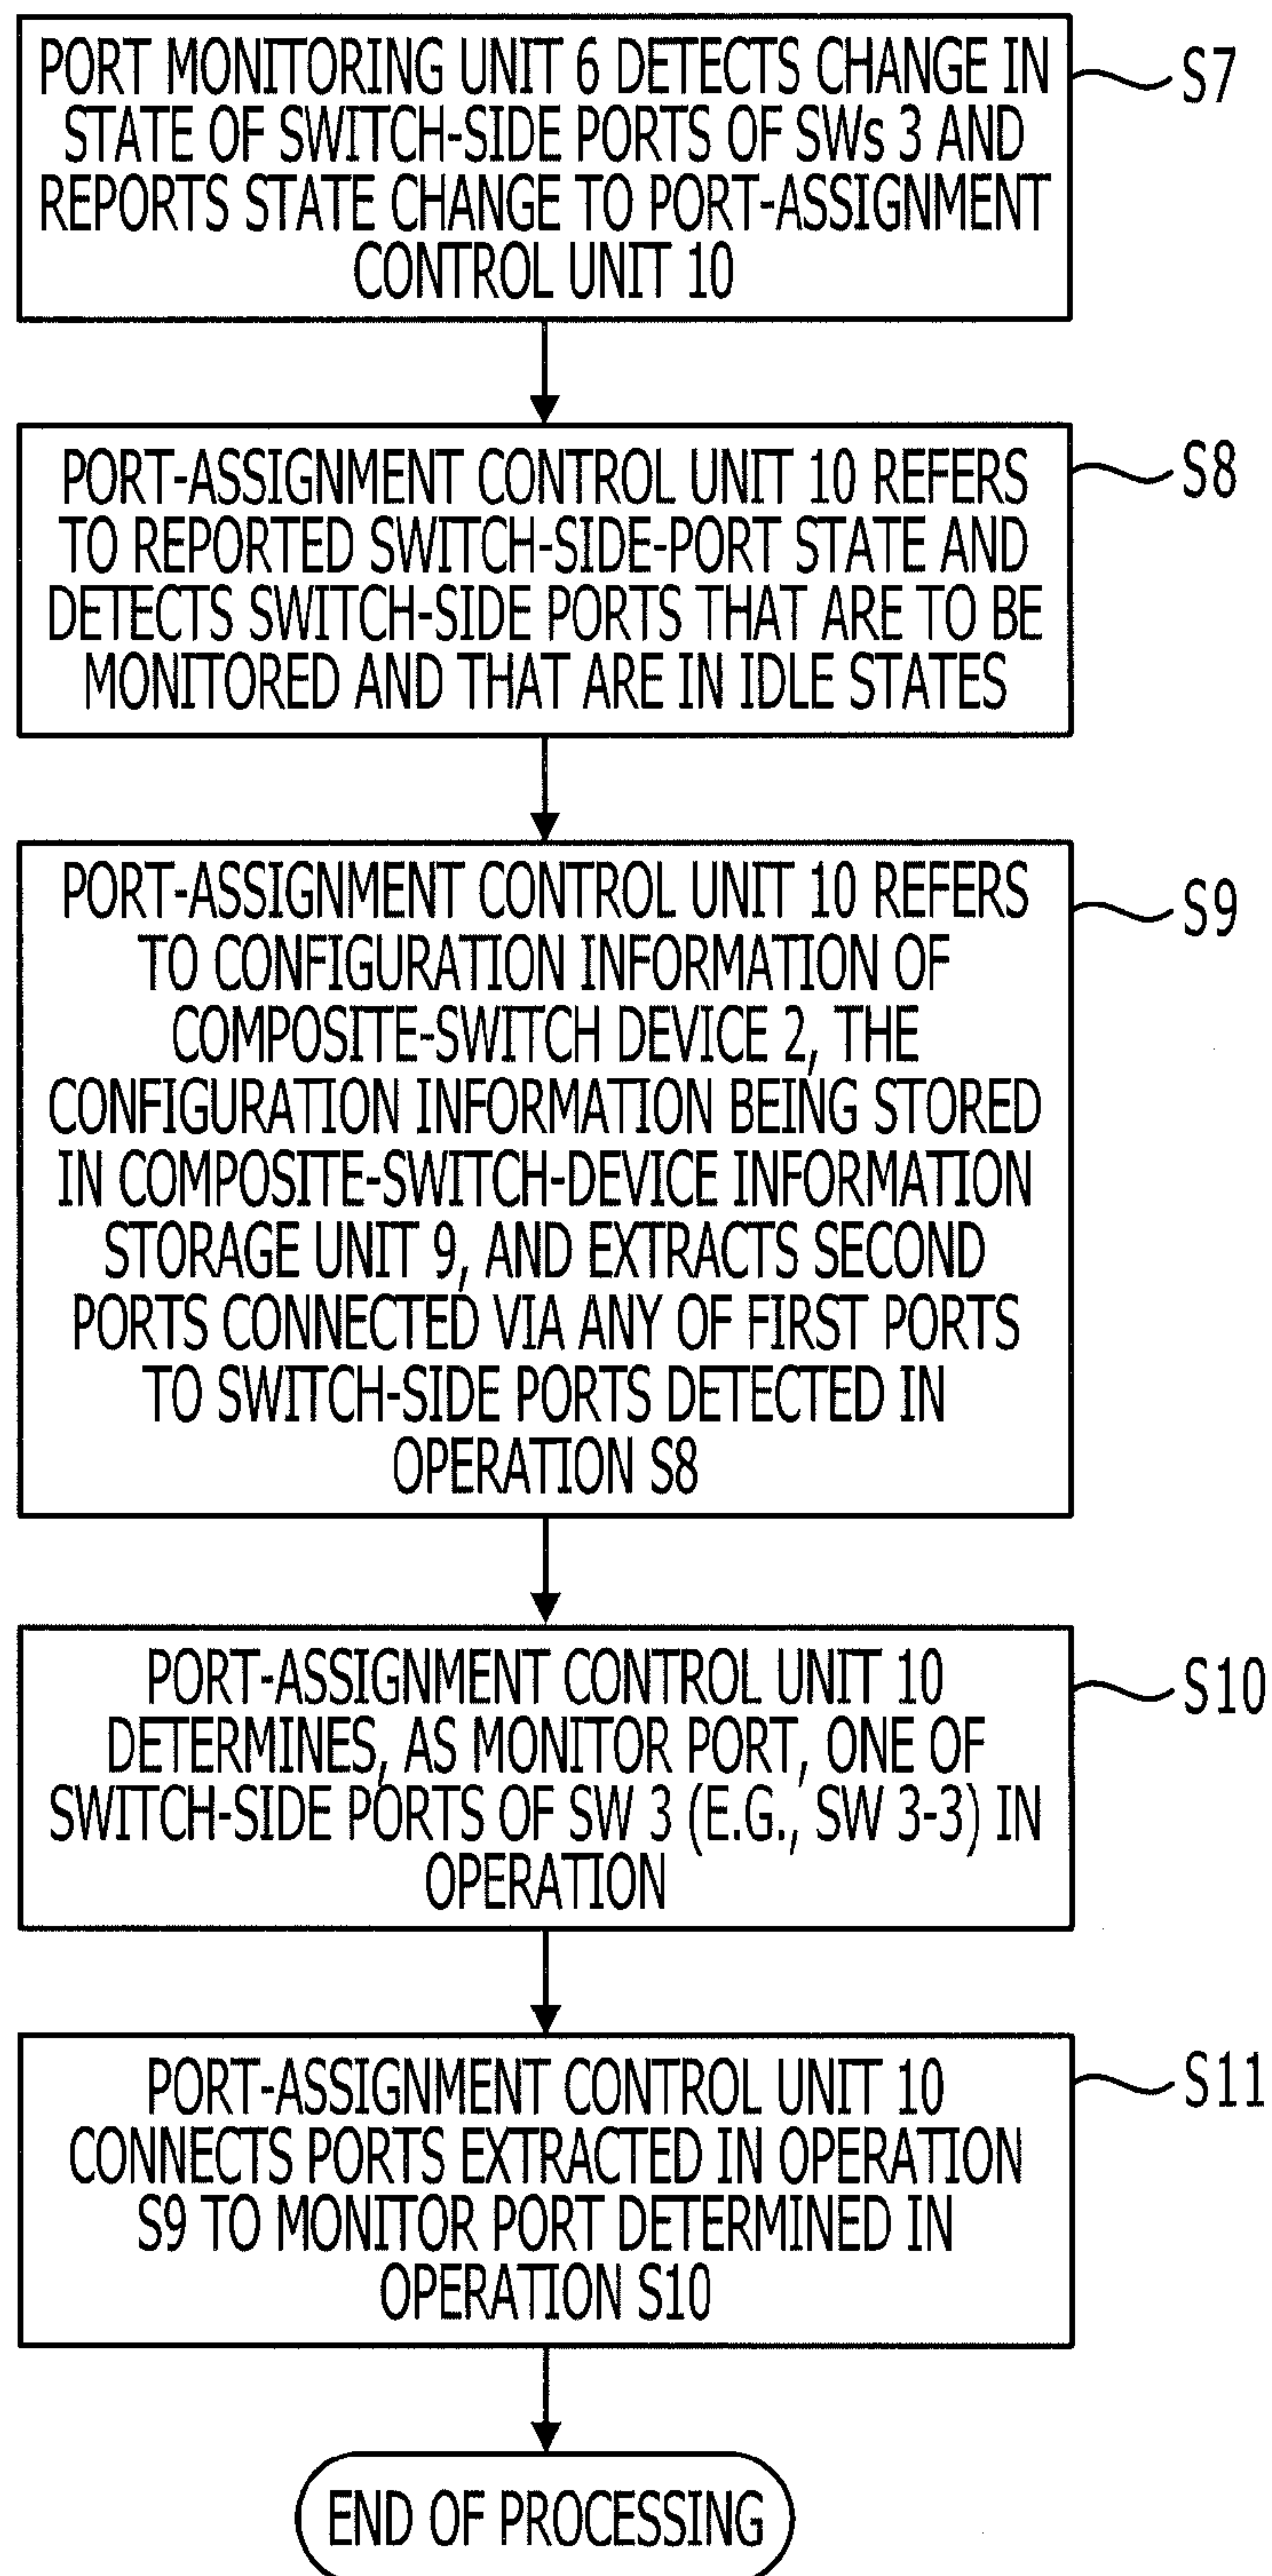 PORT MONITORING UNIT 6 DETECTS CHANGE IN
STATE OF SWITCH-SIDE PORTS OF SWs 3 AND
REPORTS STATE CHANGE TO PORT-ASSIGNMENT
CONTROL UNIT 10
S7
PORT-ASSIGNMENT CONTROL UNIT 10 REFERS
TO REPORTED SWITCH-SIDE-PORT STATE AND
DETECTS SWITCH-SIDE PORTS THAT ARE TO BE
MONITORED AND THAT ARE IN IDLE STATES
S8
PORT-ASSIGNMENT CONTROL UNIT 10 REFERS
TO CONFIGURATION INFORMATION OF
COMPOSITE-SWITCH DEVICE 2, THE
CONFIGURATION INFORMATION BEING STORED
IN COMPOSITE-SWITCH-DEVICE INFORMATION
STORAGE UNIT 9, AND EXTRACTS SECOND
PORTS CONNECTED VIA ANY OF FIRST PORTS
TO SWITCH-SIDE PORTS DETECTED IN
OPERATION S8
S9
PORT-ASSIGNMENT CONTROL UNIT 10
DETERMINES, AS MONITOR PORT, ONE OF
SWITCH-SIDE PORTS OF SW 3 (E.G., SW 3-3) IN
OPERATION
S10
PORT-ASSIGNMENT CONTROL UNIT 10
CONNECTS PORTS EXTRACTED IN OPERATION
S9 TO MONITOR PORT DETERMINED IN
OPERATION S10
S11
END OF PROCESSING